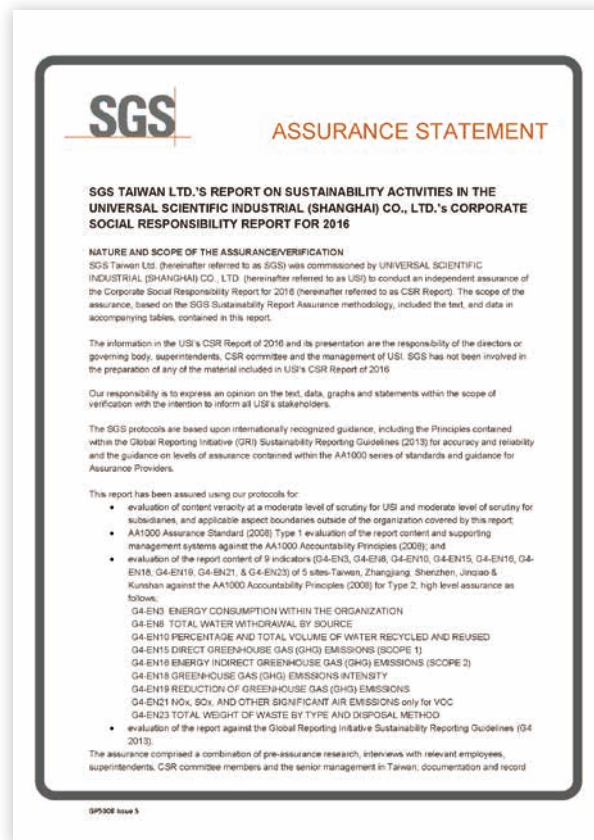 SGS
ASSURANCE STATEMENT
SGS TAIWAN LTD.'S REPORT ON SUSTAINABILITY ACTIVITIES IN THE
UNIVERSAL SCIENTIFIC INDUSTRIAL (SHANGHAI) CO., LTD.'s CORPORATE
SOCIAL RESPONSIBILITY REPORT FOR 2016
NATURE AND SCOPE OF THE ASSURANCE/VERIFICATION
SGS Taiwan Ltd. (hereinafter referred to as SGS) was commissioned by UNIVERSAL SCIENTIFIC
INDUSTRIAL (SHANGHAI) CO., LTD. (hereinafter referred to as USI) to conduct an independent assurance of
the Corporate Social Responsibility Report for 2016 (hereinafter referred to as CSR Report). The scope of the
assurance, based on the SGS Sustainability Report Assurance methodology, included the text, and data in
accompanying tables, contained in this report.
The information in the USI's CSR Report of 2016 and its presentation are the responsibility of the directors or
governing body, superintendents, CSR committee and the management of USI. SGS has not been involved in
the preparation of any of the material included in USI's CSR Report of 2016
Our responsibility is to express an opinion on the text, data, graphs and statements within the scope of
verification with the intention to inform all USI's stakeholders.
The SGS protocols are based upon internationally recognized guidance, including the Principles contained
within the Global Reporting Initiative (GRI) Sustainability Reporting Guidelines (2013) for accuracy and reliability
and the guidance on levels of assurance contained within the AA1000 series of standards and guidance for
Assurance Providers.
This report has been assured using our protocols for:
• evaluation of content veracity at a moderate level of scrutiny for USI and moderate level of scrutiny for
subsidiaries, and applicable aspect boundaries outside of the organization covered by this report;
• AA1000 Assurance Standard (2008) Type 1 evaluation of the report content and supporting
management systems against the AA1000 Accountability Principles (2008); and
• evaluation of the report content of 9 indicators (G4-EN3, G4-EN8, G4-EN10, G4-EN15, G4-EN16, G4-
EN18, G4-EN19, G4-EN21, & G4-EN23) of 5 sites-Taiwan, Zhangjiang, Shenzhen, Jinqiao &
Kunshan against the AA1000 Accountability Principles (2008) for Type 2, high level assurance as
follows;
G4-EN3 ENERGY CONSUMPTION WITHIN THE ORGANIZATION
G4-EN8 TOTAL WATER WITHDRAWAL BY SOURCE
G4-EN10 PERCENTAGE AND TOTAL VOLUME OF WATER RECYCLED AND REUSED
G4-EN15 DIRECT GREENHOUSE GAS (GHG) EMISSIONS (SCOPE 1)
G4-EN16 ENERGY INDIRECT GREENHOUSE GAS (GHG) EMISSIONS (SCOPE 2)
G4-EN18 GREENHOUSE GAS (GHG) EMISSIONS INTENSITY
G4-EN19 REDUCTION OF GREENHOUSE GAS (GHG) EMISSIONS
G4-EN21 NOx, SOx, AND OTHER SIGNIFICANT AIR EMISSIONS only for VOC
G4-EN23 TOTAL WEIGHT OF WASTE BY TYPE AND DISPOSAL METHOD
• evaluation of the report against the Global Reporting Initiative Sustainability Reporting Guidelines (G4
2013).
The assurance comprised a combination of pre-assurance research, interviews with relevant employees,
superintendents, CSR committee members and the senior management in Taiwan; documentation and record
GP5008 Issue 5